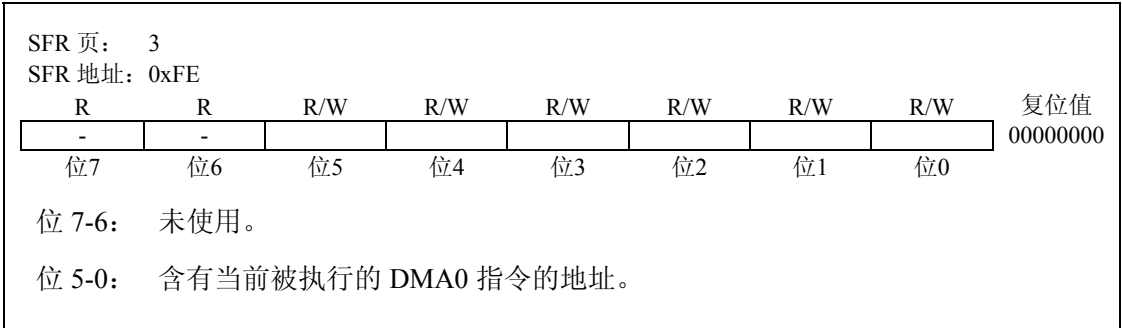 SFR 页： 3
SFR 地址：0xFE
R R R/W R/W R/W R/W R/W R/W 复位值
- - 00000000
位7 位6 位5 位4 位3 位2 位1 位0
位 7-6： 未使用。
位 5-0： 含有当前被执行的 DMA0 指令的地址。